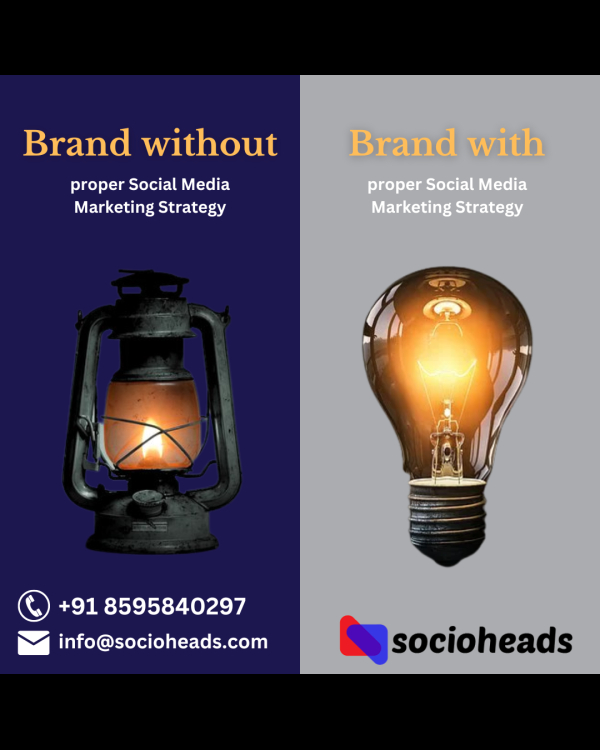 Brand without
proper Social Media
Marketing Strategy
Brand with
proper Social Media
Marketing Strategy
+91 8595840297
info@socioheads.com
socioheads